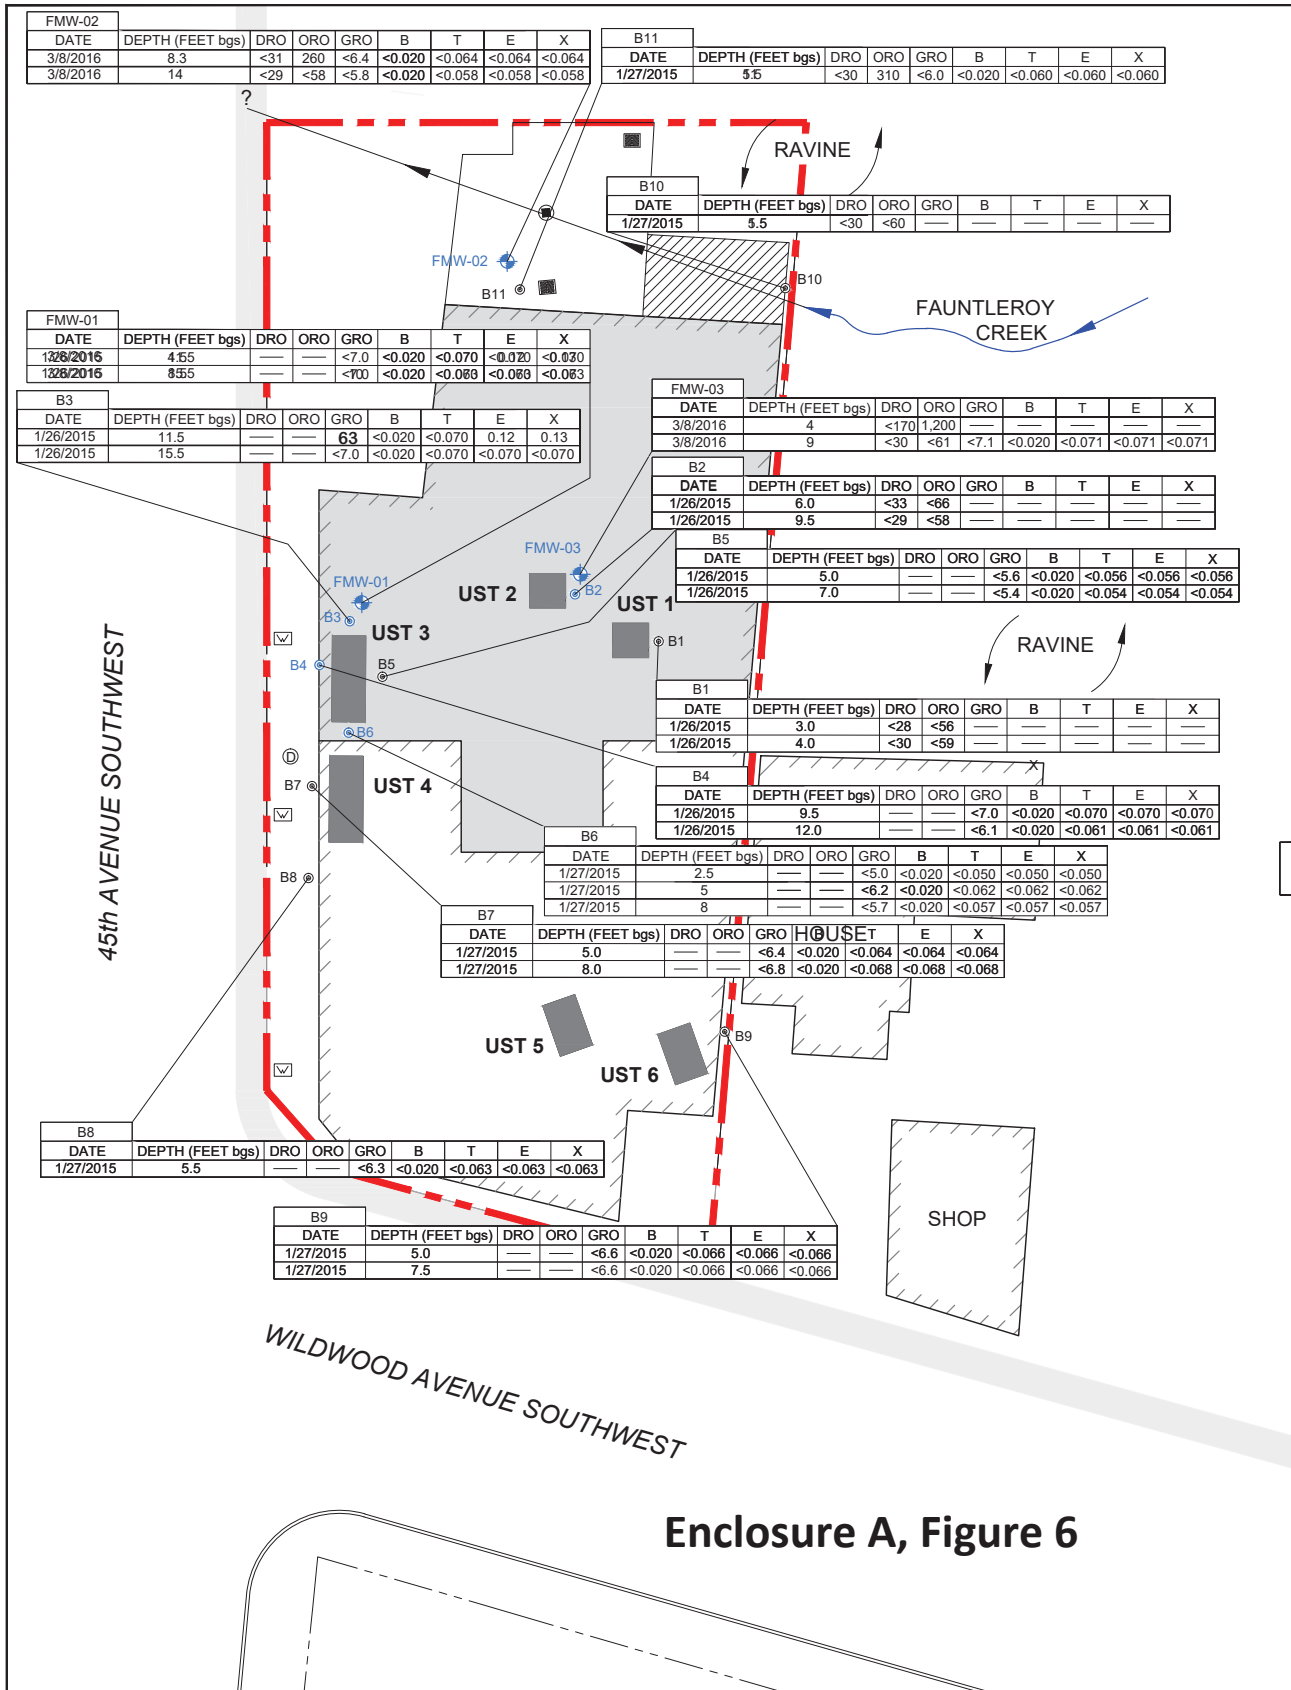 FMW-02
DATE DEPTH (FEET bgs) DRO ORO GRO B T E X
3/8/2016 8.3 <31 260 <6.4 <0.020 <0.064 <0.064 <0.064
3/8/2016 14 <29 <58 <5.8 <0.020 <0.058 <0.058 <0.058
B11
DATE DEPTH (FEET bgs) DRO ORO GRO B T E X
1/27/2015 <30 310 <6.0 <0.020 <0.060 <0.060 <0.060
?
RAVINE
B10
DATE DEPTH (FEET bgs) DRO ORO GRO B T E X
1/27/2015 <30 <60 — — — — —
FMW-02
B11
B10
FAUNTLEROY
CREEK
FMW-01
DATE DEPTH (FEET bgs) DRO ORO GRO B T E X
— — <7.0 <0.020 <0.070
— — <0.020
B3
DATE DEPTH (FEET bgs) DRO ORO GRO B T E X
1/26/2015 11.5 — — 63 <0.020 <0.070 0.12 0.13
1/26/2015 15.5 — — <7.0 <0.020 <0.070 <0.070 <0.070
FMW-03
DATE DEPTH (FEET bgs) DRO ORO GRO B T E X
3/8/2016 4 <170 1,200 — — — — —
3/8/2016 9 <30 <61 <7.1 <0.020 <0.071 <0.071 <0.071
B2
DATE DEPTH (FEET bgs) DRO ORO GRO B T E X
1/26/2015 6.0 <33 <66 — — — — —
1/26/2015 9.5 <29 <58 — — — — —
B5
DATE DEPTH (FEET bgs) DRO ORO GRO B T E X
1/26/2015 5.0 — — <5.6 <0.020 <0.056 <0.056 <0.056
1/26/2015 7.0 — — <5.4 <0.020 <0.054 <0.054 <0.054
FMW-03
FMW-01
UST 2
B2
UST 1
B3
UST 3
B1
B4
B5
RAVINE
W
B6
B1
DATE DEPTH (FEET bgs) DRO ORO GRO B T E X
1/26/2015 3.0 <28 <56 — — — — —
1/26/2015 4.0 <30 <59 — — — — —
X
D
B7
UST 4
W
B8
B4
DATE DEPTH (FEET bgs) DRO ORO GRO B T E X
1/26/2015 9.5 — — <7.0 <0.020 <0.070 <0.070 <0.070
1/26/2015 12.0 — — <6.1 <0.020 <0.061 <0.061 <0.061
45th AVENUE SOUTHWEST
B6
DATE DEPTH (FEET bgs) DRO ORO GRO B T E X
1/27/2015 2.5 — — <5.0 <0.020 <0.050 <0.050 <0.050
1/27/2015 5 — — <6.2 <0.020 <0.062 <0.062 <0.062
1/27/2015 8 — — <5.7 <0.020 <0.057 <0.057 <0.057
B7
DATE DEPTH (FEET bgs) DRO ORO GRO B T E X
1/27/2015 5.0 — — <6.4 <0.020 <0.064 <0.064 <0.064
1/27/2015 8.0 — — <6.8 <0.020 <0.068 <0.068 <0.068
HOUSE
UST 5
UST 6
B9
W
B8
DATE DEPTH (FEET bgs) DRO ORO GRO B T E X
1/27/2015 5.5 — — <6.3 <0.020 <0.063 <0.063 <0.063
B9
DATE DEPTH (FEET bgs) DRO ORO GRO B T E X
1/27/2015 5.0 — — <6.6 <0.020 <0.066 <0.066 <0.066
1/27/2015 7.5 — — <6.6 <0.020 <0.066 <0.066 <0.066
SHOP
WILDWOOD AVENUE SOUTHWEST
Enclosure A, Figure 6